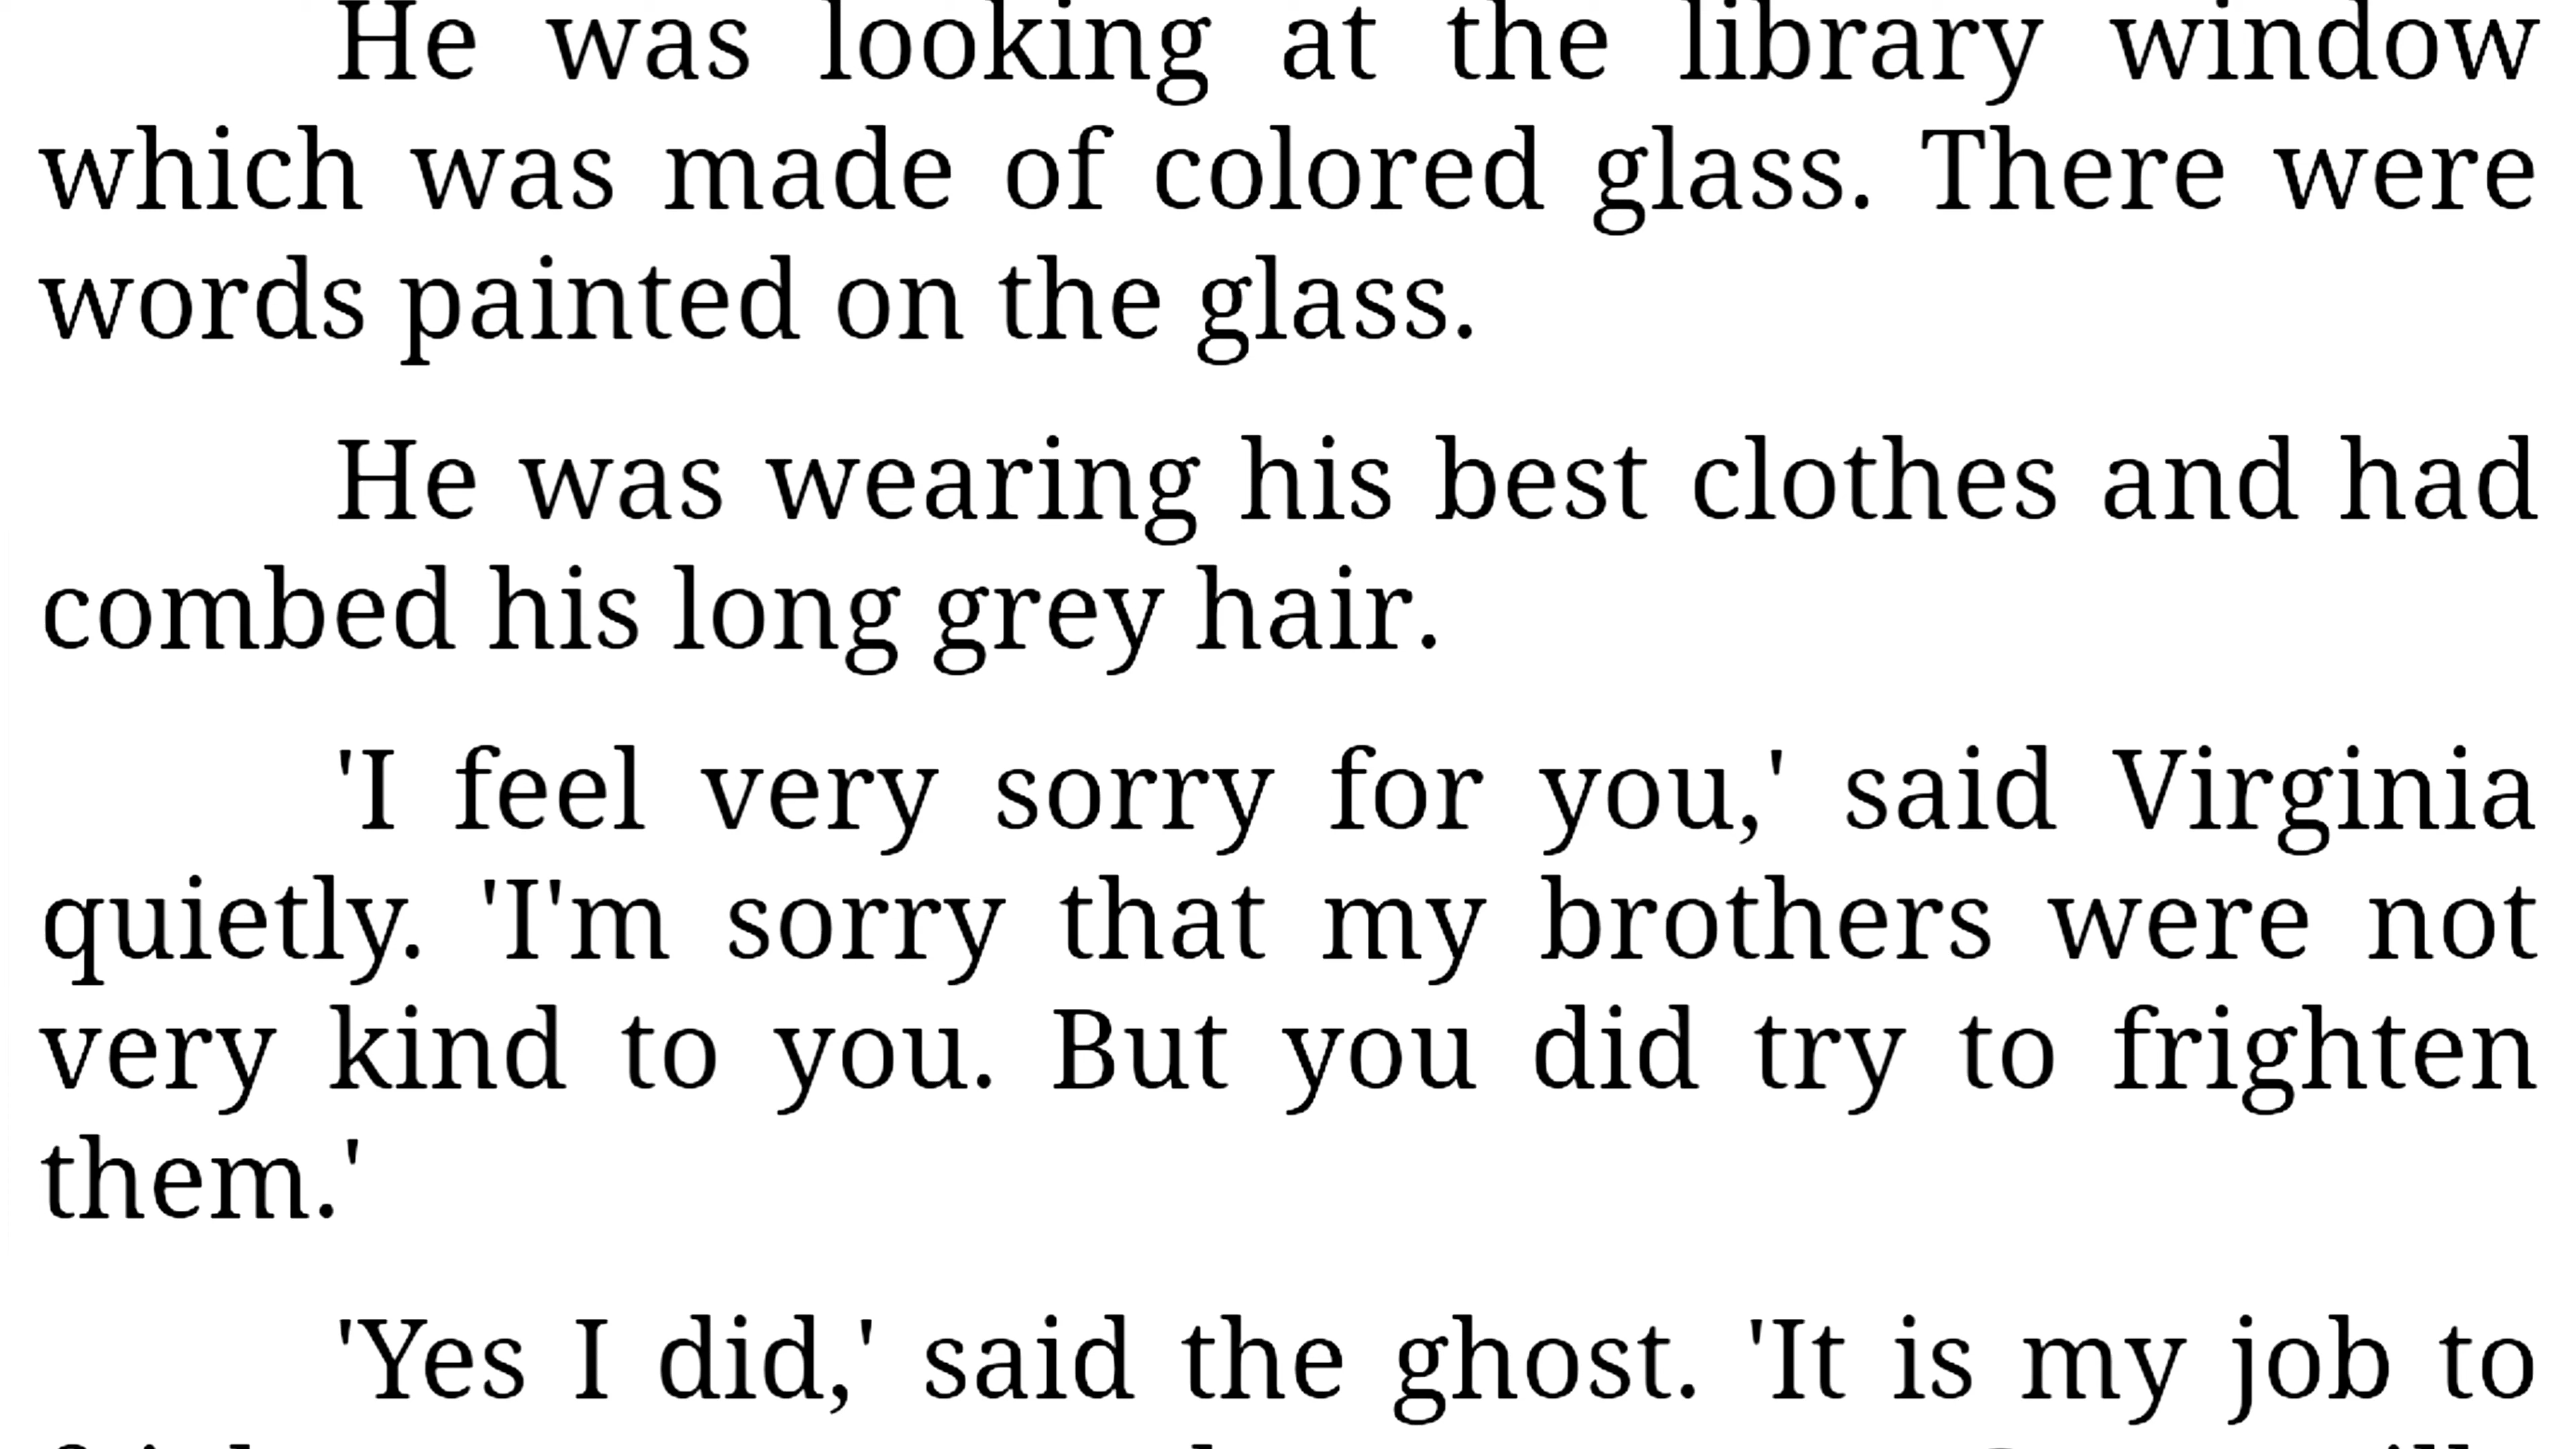 He was looking at the library window
which was made of colored glass. There were
words painted on the glass.
He was wearing his best clothes and had
combed his long grey hair.
'I feel very sorry for you,' said Virginia
quietly. 'I'm sorry that my brothers were not
very kind to you. But you did try to frighten
them.'
'Yes I did,' said the ghost. 'It is my job to